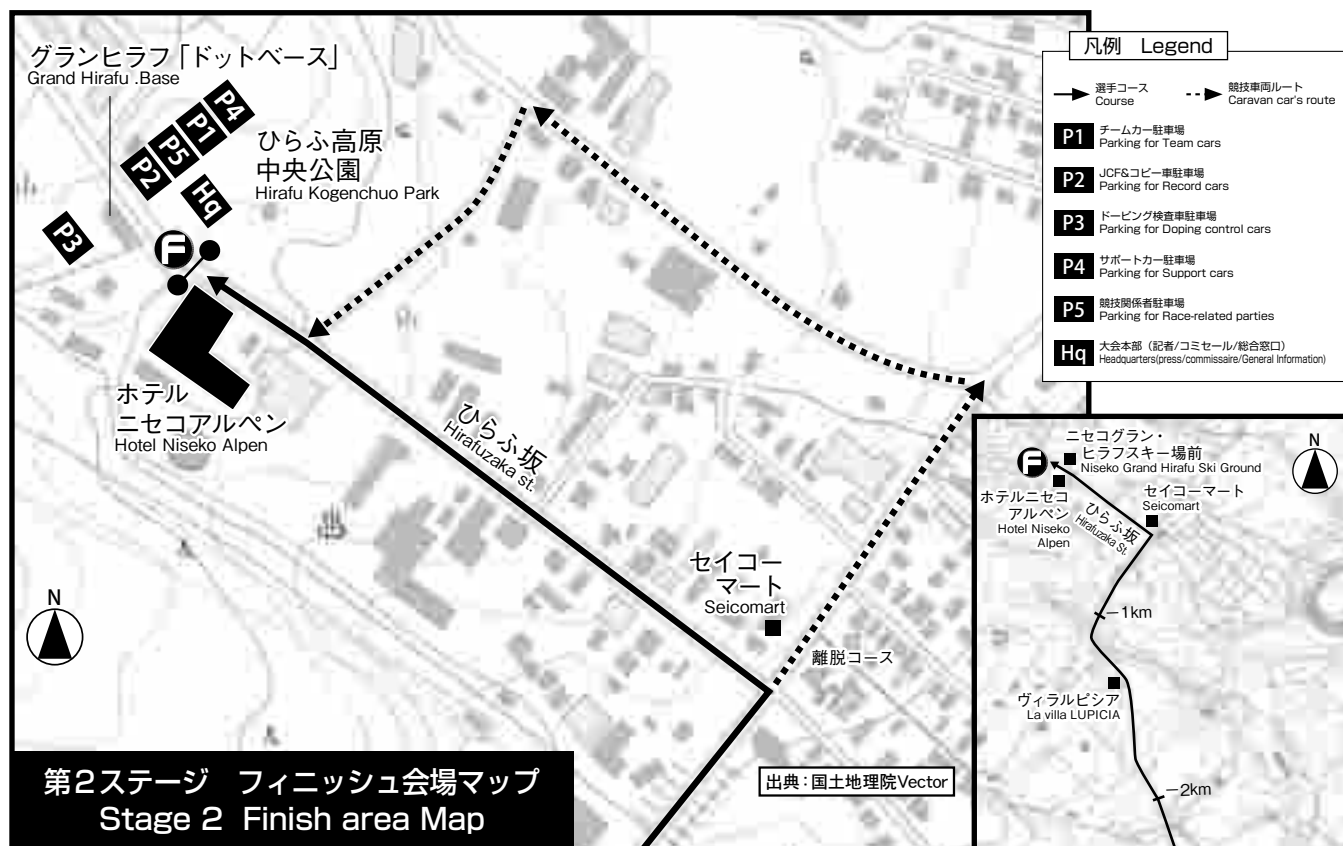 グランヒラフ「ドットベース」
Grand Hirafu .Base
P4
P1
P5
P2
Hq
P3
F
ひらふ高原
中央公園
Hirafu Kogenchuo Park
ホテル
ニセコアルペン
Hotel Niseko Alpen
ひらふ坂
Hirafuzaka st.
セイコー
マート
Seicomart
離脱コース
N
第2ステージ フィニッシュ会場マップ
Stage 2 Finish area Map
出典:国土地理院Vector
凡例 Legend
選手コース
Course
競技車両ルート
Caravan car's route
P1 チームカー駐車場
Parking for Team cars
P2 JCF&コピー車駐車場
Parking for Record cars
P3 ドーピング検査車駐車場
Parking for Doping control cars
P4 サポートカー駐車場
Parking for Support cars
P5 競技関係者駐車場
Parking for Race-related parties
Hq 大会本部(記者/コミセール/総合窓口)
Headquarters(press/commissaire/General Information)
ニセコグラン・
ヒラフスキー場前
Niseko Grand Hirafu Ski Ground
F
N
セイコーマート
Seicomart
ホテルニセコ
アルペン
Hotel Niseko
Alpen
ひらふ坂
Hirafuzaka St.
−1km
ヴィラルピシア
La villa LUPICIA
−2km